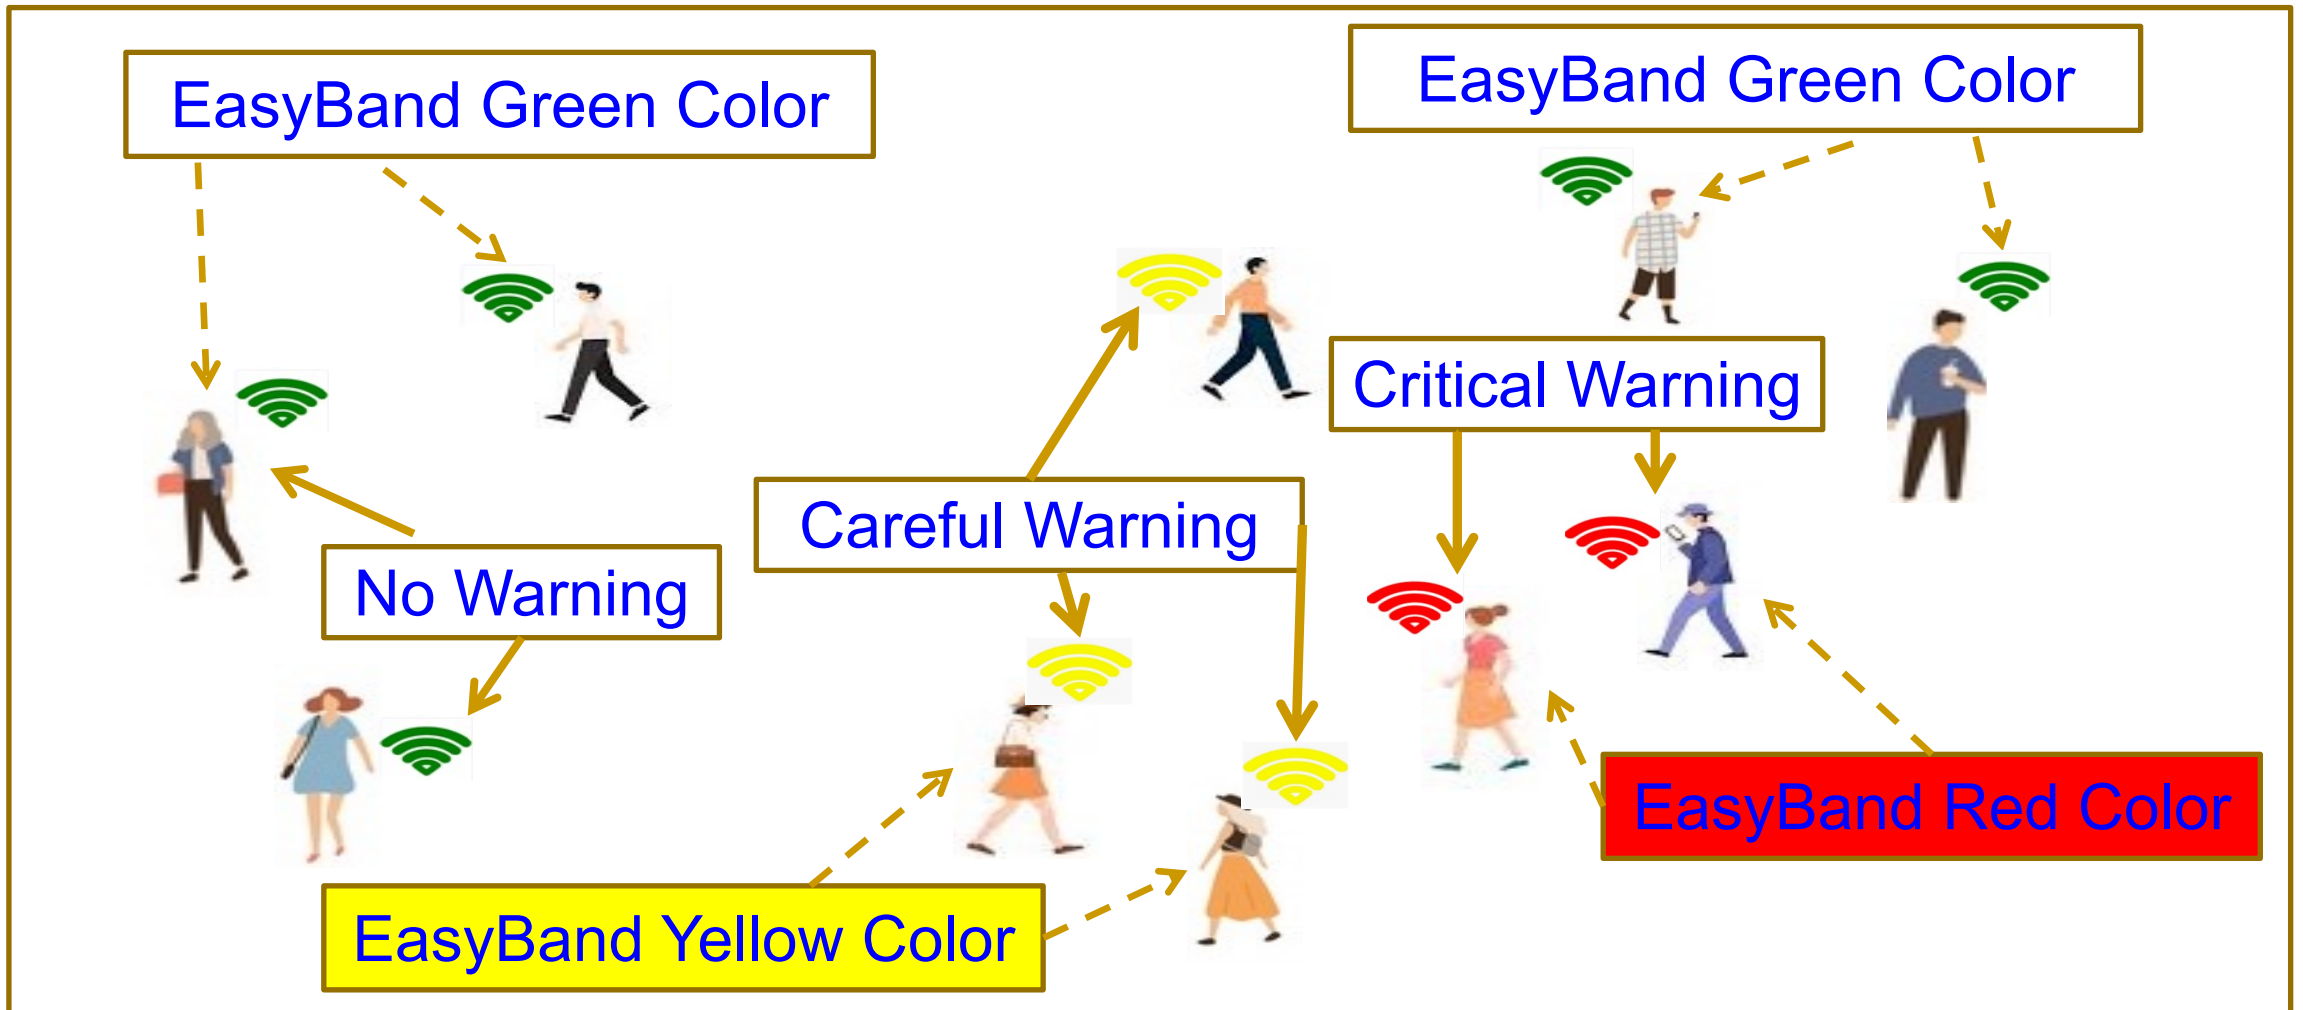 EasyBand Green Color
EasyBand Green Color
Critical Warning
Careful Warning
No Warning
EasyBand Red Color
EasyBand Yellow Color